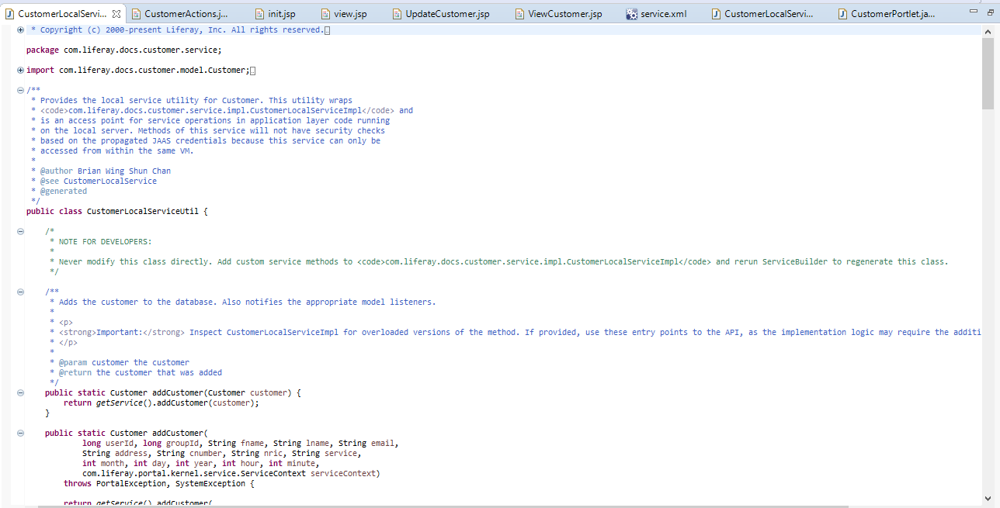 CustomerLocalServi...
CustomerActions.j...
init.jsp
view.jsp
UpdateCustomer.jsp
ViewCustomer.jsp
service.xml
CustomerLocalServi...
CustomerPortlet.ja...
* Copyright (c) 2000-present Liferay, Inc. All rights reserved.
package com.liferay.docs.customer.service;
import com.liferay.docs.customer.model.Customer;
/**
* Provides the local service utility for Customer. This utility wraps
* <code>com.liferay.docs.customer.service.impl.CustomerLocalServiceImpl</code> and
* is an access point for service operations in application layer code running
* on the local server. Methods of this service will not have security checks
* based on the propagated JAAS credentials because this service can only be
* accessed from within the same VM.
*
* @author Brian Wing Shun Chan
* @see CustomerLocalService
* @generated
*/
public class CustomerLocalServiceUtil {
/*
* NOTE FOR DEVELOPERS:
*
* Never modify this class directly. Add custom service methods to <code>com.liferay.docs.customer.service.impl.CustomerLocalServiceImpl</code> and rerun ServiceBuilder to regenerate this class.
*/
/**
* Adds the customer to the database. Also notifies the appropriate model listeners.
*
* <p>
* <strong>Important:</strong> Inspect CustomerLocalServiceImpl for overloaded versions of the method. If provided, use these entry points to the API, as the implementation logic may require the additi
* </p>
*
* @param customer the customer
* @return the customer that was added
*/
public static Customer addCustomer(Customer customer) {
return getService().addCustomer(customer);
}
public static Customer addCustomer(
long userId, long groupId, String fname, String lname, String email,
String address, String cnumber, String nric, String service,
int month, int day, int year, int hour, int minute,
com.liferay.portal.kernel.service.ServiceContext serviceContext)
throws PortalException, SystemException {
return getService().addCustomer(